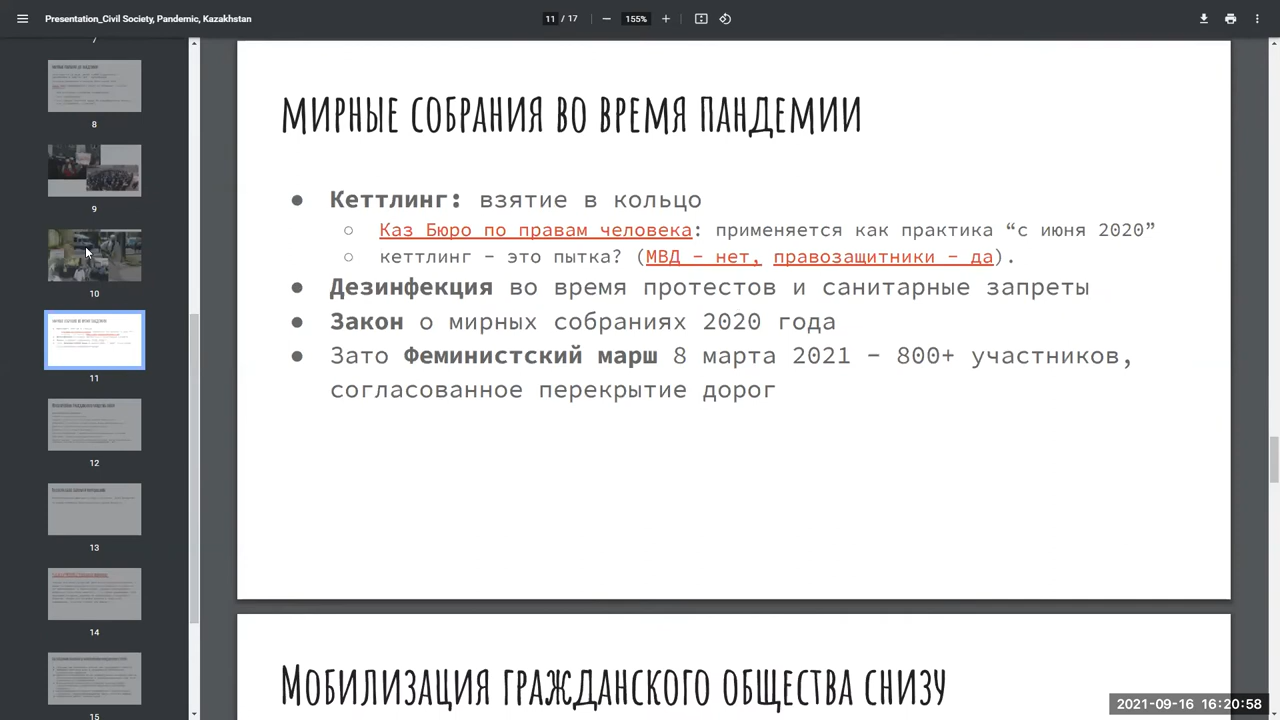 Presentation_Civil Society, Pandemic, Kazakhstan
11 / 17
155%
7
8
9
10
11
12
13
14
15
МИРНЫЕ СОБРАНИЯ ВО ВРЕМЯ ПАНДЕМИИ
● Кеттлинг: взятие в кольцо
○ Каз Бюро по правам человека: применяется как практика “с июня 2020”
○ кеттлинг - это пытка? (МВД - нет, правозащитники - да).
● Дезинфекция во время протестов и санитарные запреты
● Закон о мирных собраниях 2020 года
● Зато Феминистский марш 8 марта 2021 - 800+ участников,
согласованное перекрытие дорог
МОБИЛИЗАЦИЯ ГРАЖДАНСКОГО ОБЩЕСТВА СНИЗУ
2021-09-16 16:20:58